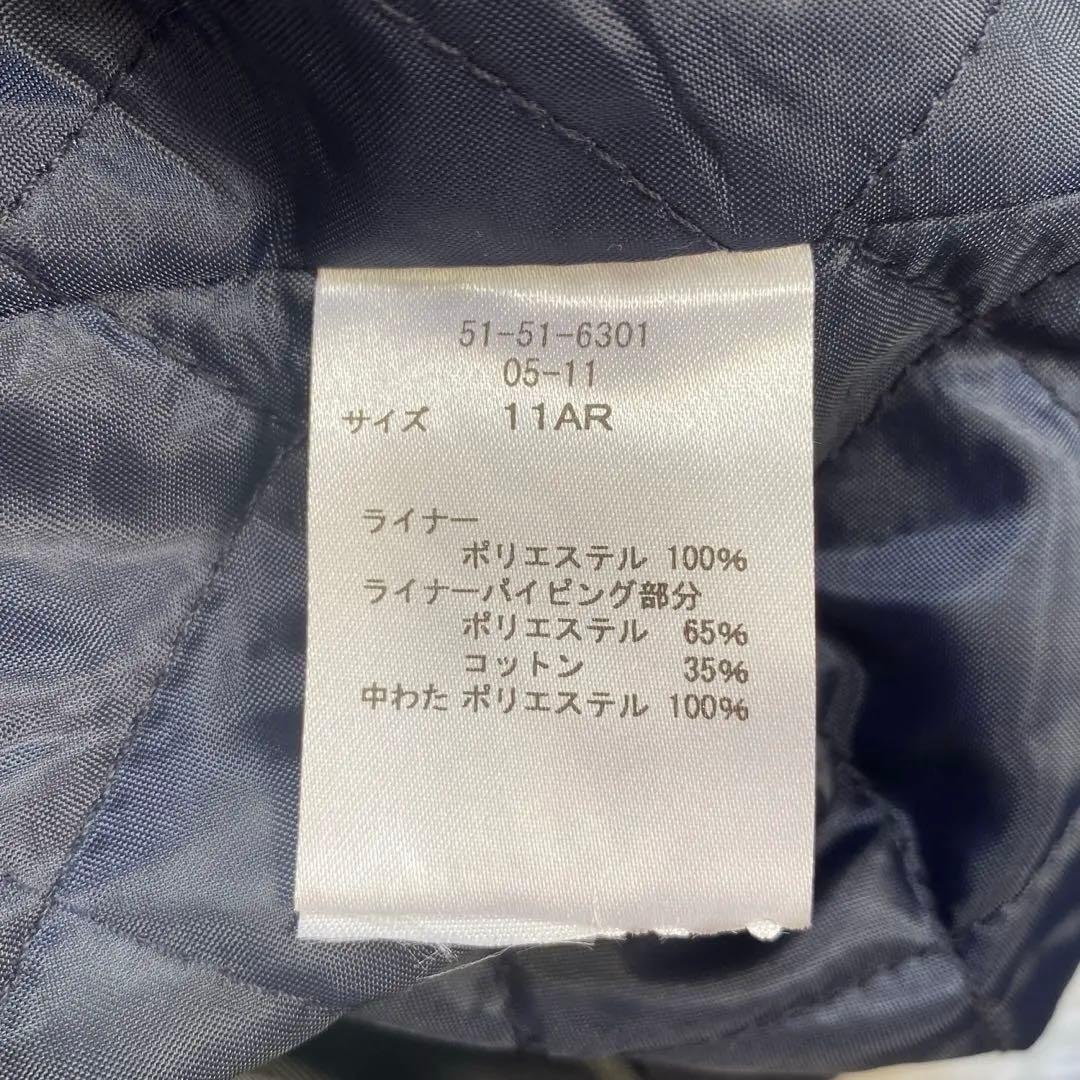 51-51-6301
05-11
サイズ 11AR
ライナー
ポリエステル 100%
ライナーパイピング部分
ポリエステル 65%
コットン 35%
中わた ポリエステル 100%